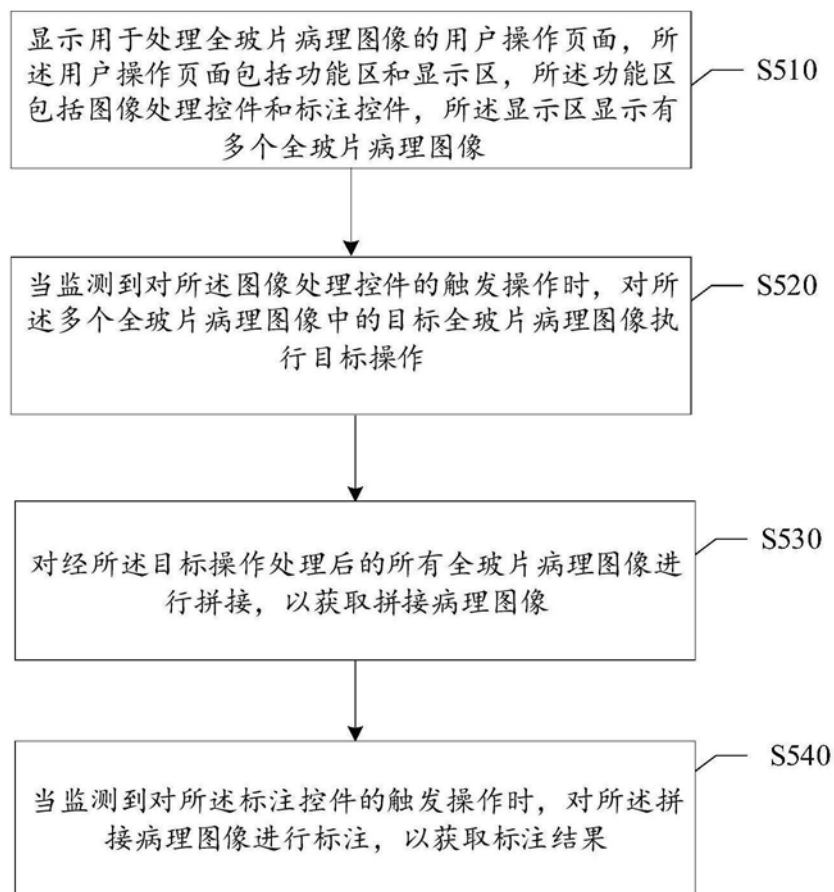 显示用于处理全玻片病理图像的用户操作页面，所
述用户操作页面包括功能区和显示区，所述功能区
包括图像处理控件和标注控件，所述显示区显示有
多个全玻片病理图像
S510
当监测到对所述图像处理控件的触发操作时，对所
述多个全玻片病理图像中的目标全玻片病理图像执
行目标操作
S520
对经所述目标操作处理后的所有全玻片病理图像进
行拼接，以获取拼接病理图像
S530
当监测到对所述标注控件的触发操作时，对所述拼
接病理图像进行标注，以获取标注结果
S540